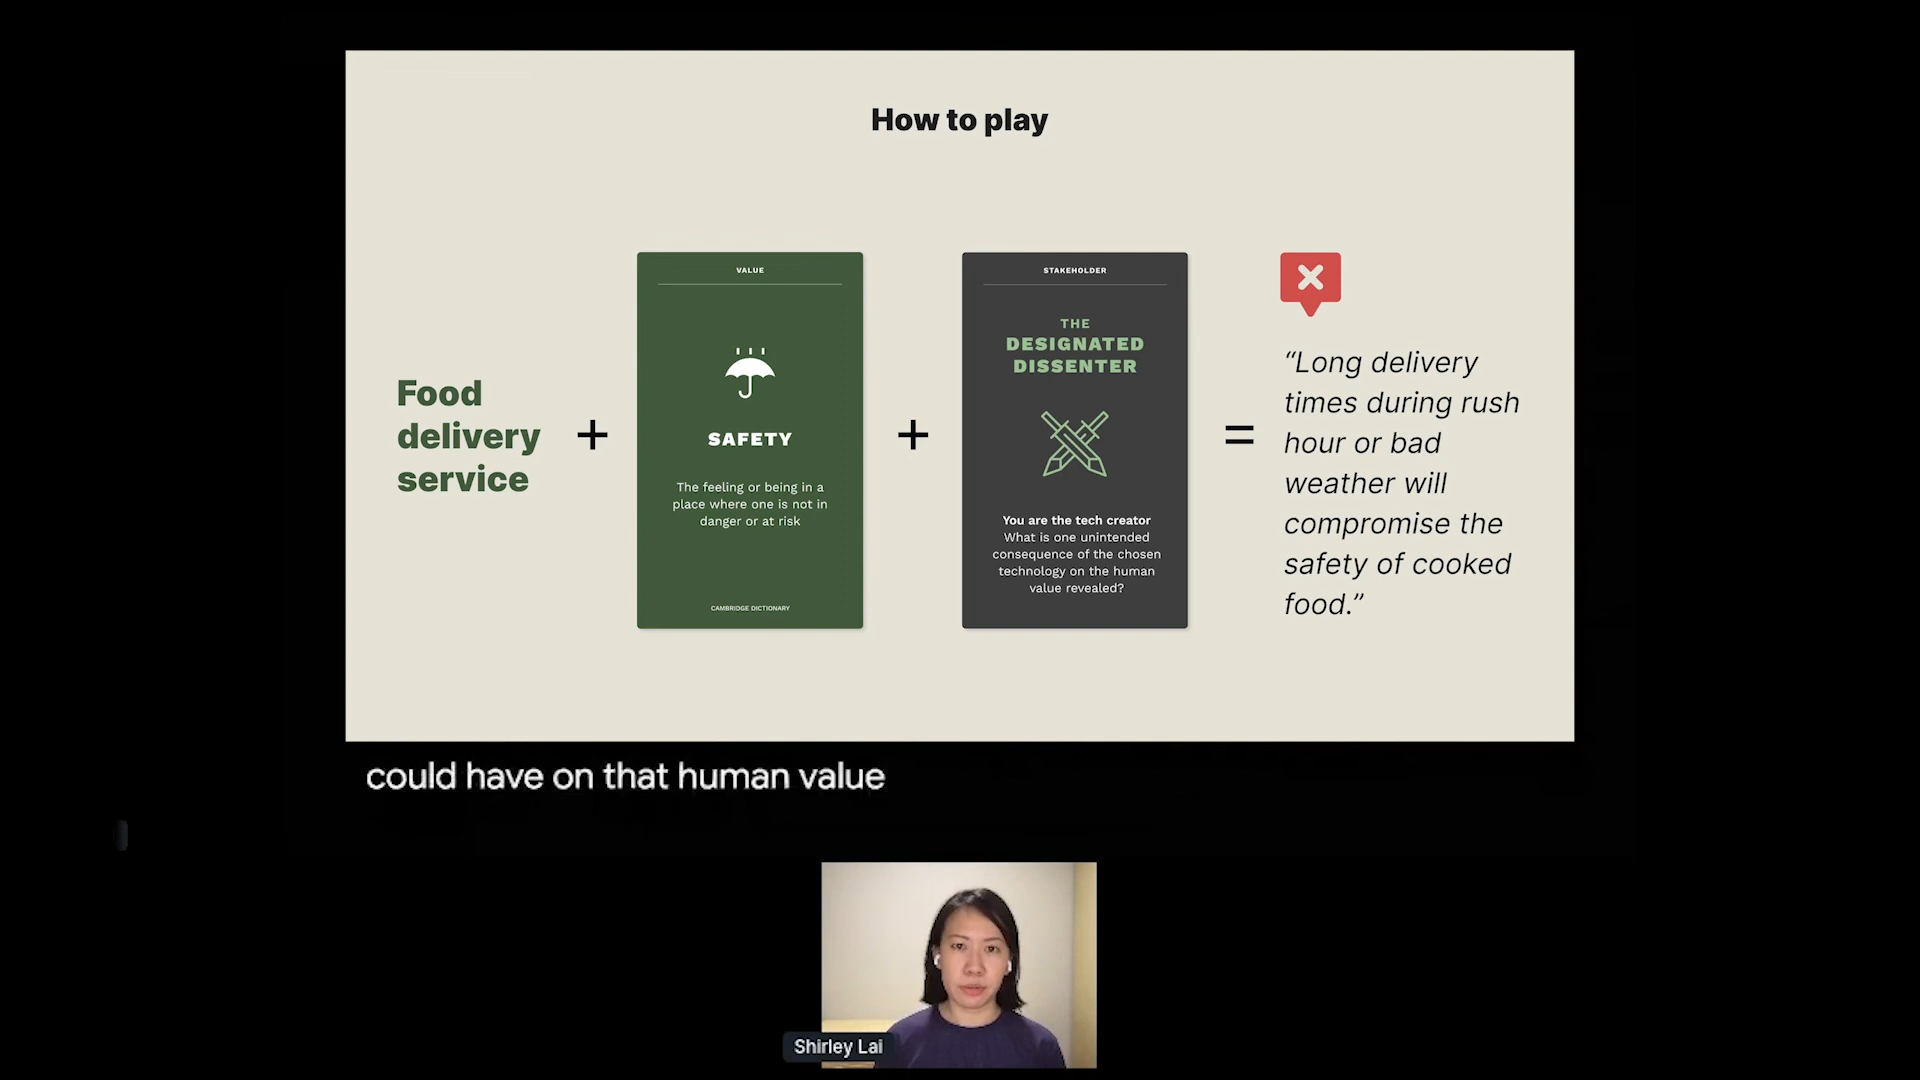 How to play
Food
delivery
service
+
VALUE
SAFETY
The feeling or being in a
place where one is not in
danger or at risk
CAMBRIDGE DICTIONARY
+
STAKEHOLDER
THE
DESIGNATED
DISSENTER
You are the tech creator
What is one unintended
consequence of the chosen
technology on the human
value revealed?
=
“Long delivery
times during rush
hour or bad
weather will
compromise the
safety of cooked
food.”
could have on that human value
Shirley Lai